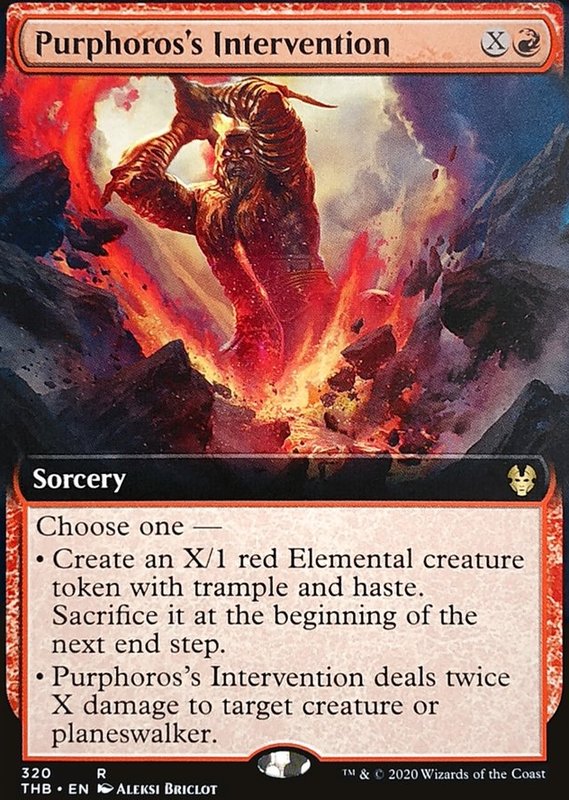 Purphoros's Intervention X
Sorcery
Choose one —
• Create an X/1 red Elemental creature
token with trample and haste.
Sacrifice it at the beginning of the
next end step.
• Purphoros's Intervention deals twice
X damage to target creature or
planeswalker.
320 R
THB • EN Aleksi Briclot
™ & © 2020 Wizards of the Coast